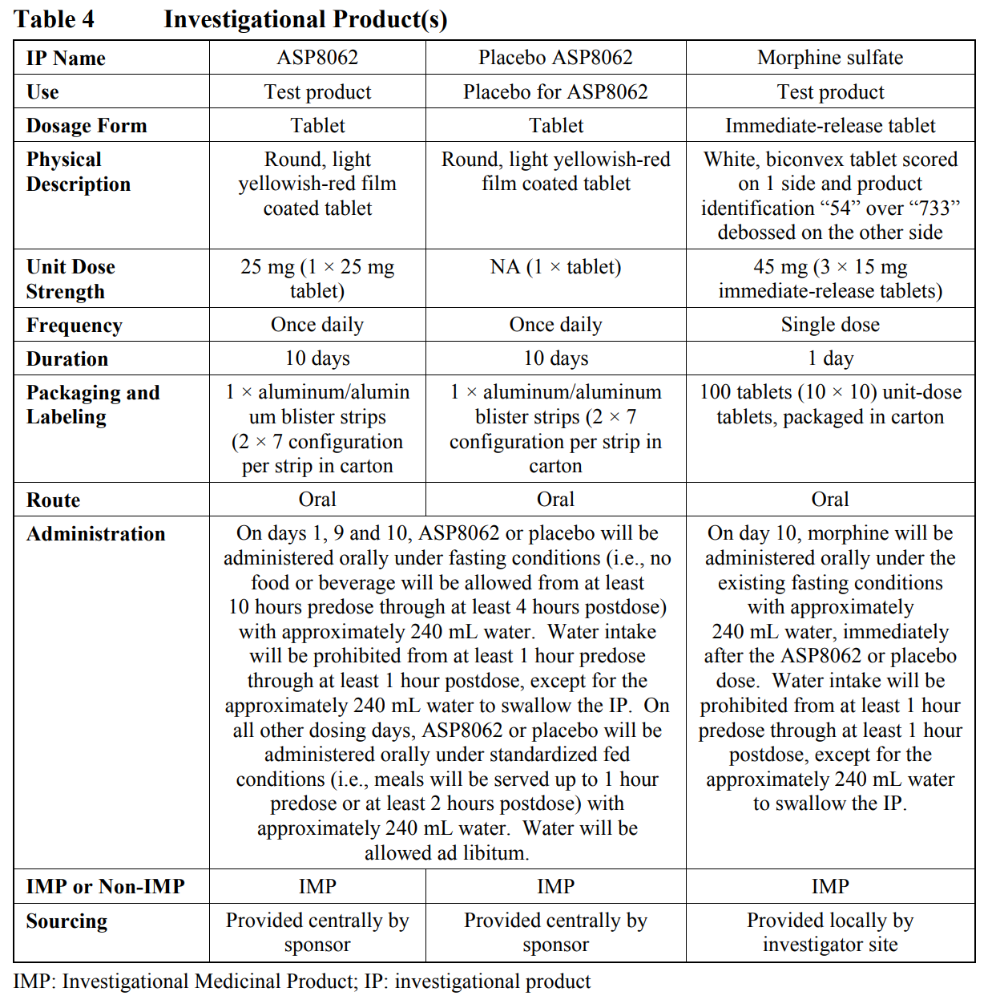 Table 4 Investigational Product(s)
IP Name
ASP8062
Placebo ASP8062
Morphine sulfate
Use
Test product
Placebo for ASP8062
Test product
Dosage Form
Tablet
Tablet
Immediate-release tablet
Physical
Description
Round, light
yellowish-red film
coated tablet
Round, light yellowish-red
film coated tablet
White, biconvex tablet scored
on 1 side and product
identification “54” over “733”
debossed on the other side
Unit Dose
Strength
25 mg (1 × 25 mg
tablet)
NA (1 × tablet)
45 mg (3 × 15 mg
immediate-release tablets)
Frequency
Once daily
Once daily
Single dose
Duration
10 days
10 days
1 day
Packaging and
Labeling
1 × aluminum/alumin
um blister strips
(2 × 7 configuration
per strip in carton
1 × aluminum/aluminum
blister strips (2 × 7
configuration per strip in
carton
100 tablets (10 × 10) unit-dose
tablets, packaged in carton
Route
Oral
Oral
Oral
Administration
On days 1, 9 and 10, ASP8062 or placebo will be
administered orally under fasting conditions (i.e., no
food or beverage will be allowed from at least
10 hours predose through at least 4 hours postdose)
with approximately 240 mL water.  Water intake
will be prohibited from at least 1 hour predose
through at least 1 hour postdose, except for the
approximately 240 mL water to swallow the IP.  On
all other dosing days, ASP8062 or placebo will be
administered orally under standardized fed
conditions (i.e., meals will be served up to 1 hour
predose or at least 2 hours postdose) with
approximately 240 mL water.  Water will be
allowed ad libitum.
On day 10, morphine will be
administered orally under the
existing fasting conditions
with approximately
240 mL water, immediately
after the ASP8062 or placebo
dose.  Water intake will be
prohibited from at least 1 hour
predose through at least 1 hour
postdose, except for the
approximately 240 mL water
to swallow the IP.
IMP or Non-IMP
IMP
IMP
IMP
Sourcing
Provided centrally by
sponsor
Provided centrally by
sponsor
Provided locally by
investigator site
IMP: Investigational Medicinal Product; IP: investigational product